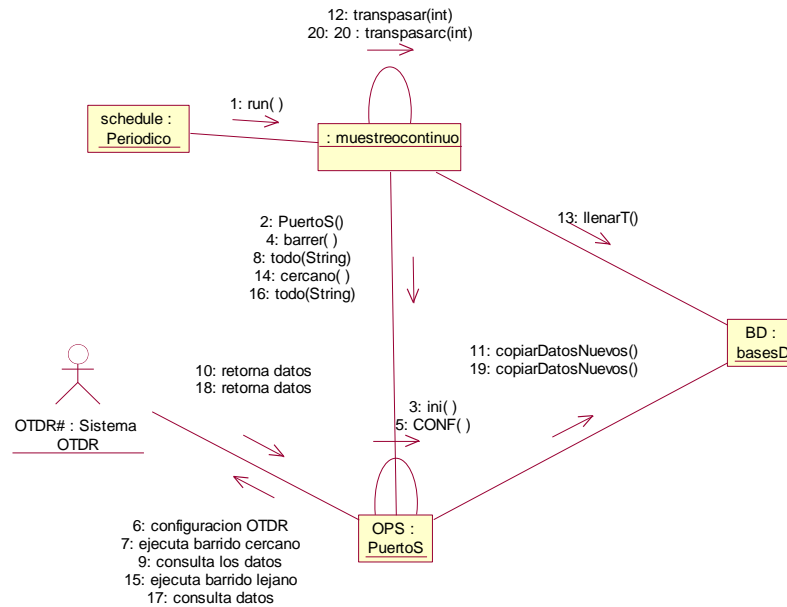 12: transpasar(int)
20: 20 : transpasarc(int)
1: run( )
schedule :
Periodico
: muestreocontinuo
2: PuertoS()
4: barrer( )
8: todo(String)
14: cercano( )
16: todo(String)
13: llenarT()
BD :
basesD
11: copiarDatosNuevos()
19: copiarDatosNuevos()
10: retorna datos
18: retorna datos
3: ini( )
5: CONF( )
OTDR# : Sistema
OTDR
6: configuracion OTDR
7: ejecuta barrido cercano
9: consulta los datos
15: ejecuta barrido lejano
17: consulta datos
OPS :
PuertoS